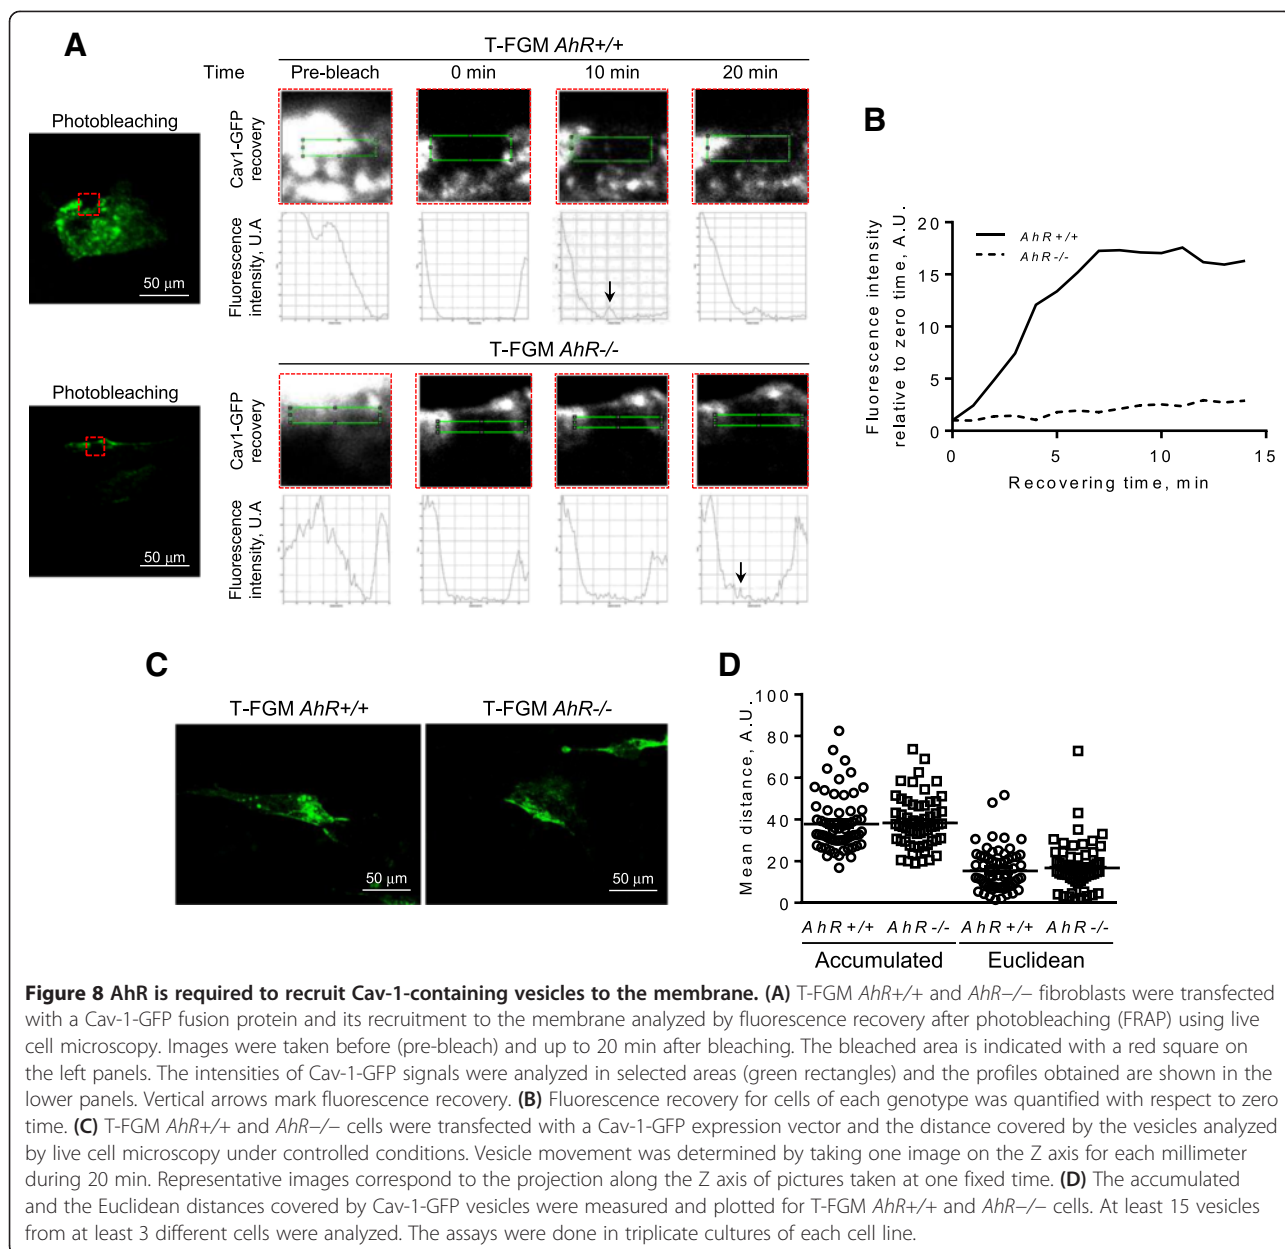 A
T-FGM AhR+/+
Time Pre-bleach 0 min 10 min 20 min
Photobleaching
Cav1-GFP
recovery
50 µm
Fluorescence
intensity, U.A
T-FGM AhR-/-
Photobleaching
Cav1-GFP
recovery
50 µm
Fluorescence
intensity, U.A
B
Fluorescence intensity
relative to zero time, A.U.
20
15
10
5
0
AhR+/+
AhR-/-
0 5 10 15
Recovering time, min
C
T-FGM AhR+/+ T-FGM AhR-/-
50 µm 50 µm
D
Mean distance, A.U.
100
80
60
40
20
0
AhR+/+ AhR-/- AhR+/+ AhR-/-
Accumulated Euclidean
Figure 8 AhR is required to recruit Cav-1-containing vesicles to the membrane. (A) T-FGM AhR+/+ and AhR−/− fibroblasts were transfected
with a Cav-1-GFP fusion protein and its recruitment to the membrane analyzed by fluorescence recovery after photobleaching (FRAP) using live
cell microscopy. Images were taken before (pre-bleach) and up to 20 min after bleaching. The bleached area is indicated with a red square on
the left panels. The intensities of Cav-1-GFP signals were analyzed in selected areas (green rectangles) and the profiles obtained are shown in the
lower panels. Vertical arrows mark fluorescence recovery. (B) Fluorescence recovery for cells of each genotype was quantified with respect to zero
time. (C) T-FGM AhR+/+ and AhR−/− cells were transfected with a Cav-1-GFP expression vector and the distance covered by the vesicles analyzed
by live cell microscopy under controlled conditions. Vesicle movement was determined by taking one image on the Z axis for each millimeter
during 20 min. Representative images correspond to the projection along the Z axis of pictures taken at one fixed time. (D) The accumulated
and the Euclidean distances covered by Cav-1-GFP vesicles were measured and plotted for T-FGM AhR+/+ and AhR−/− cells. At least 15 vesicles
from at least 3 different cells were analyzed. The assays were done in triplicate cultures of each cell line.